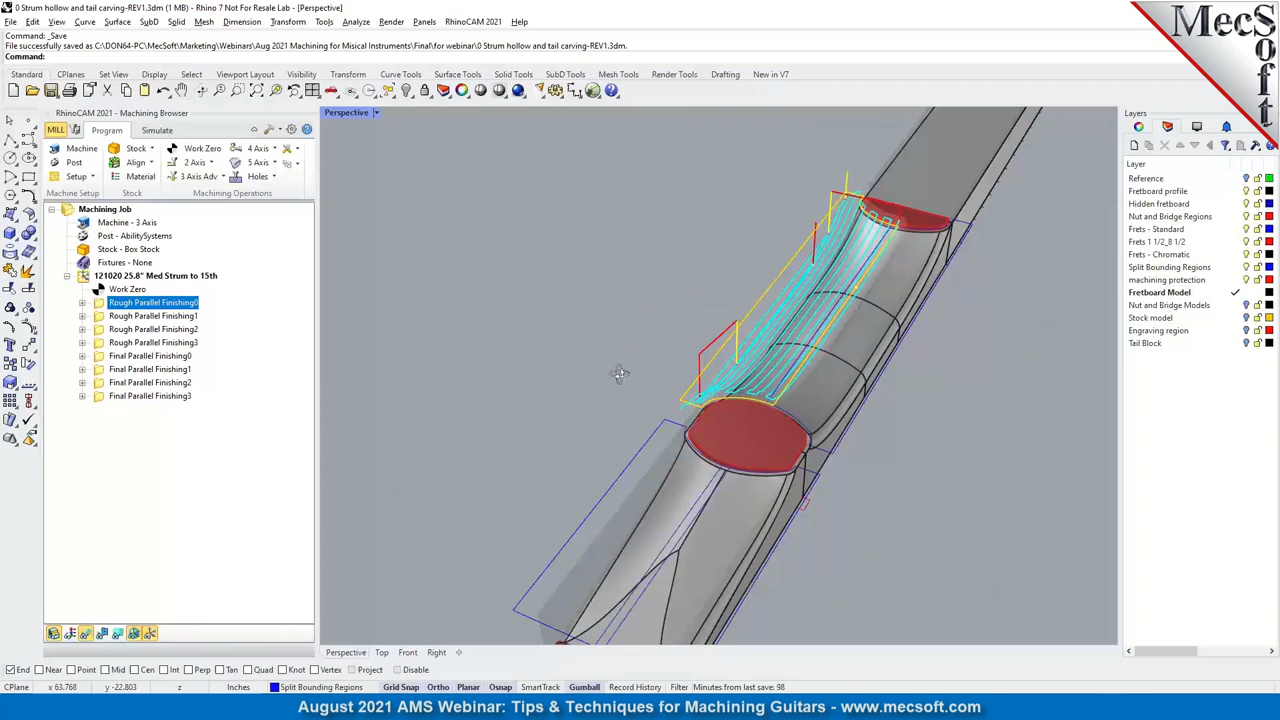 0 Strum hollow and tail carving-REV1.3dm (1 MB) - Rhino 7 Not For Resale Lab - [Perspective]
File Edit View Curve Surface SubD Solid Mesh Dimension Transform Tools Analyze Render Panels RhinoCAM 2021 Help
Command: _Save
File successfully saved as C:\DON64-PC\MecSoft\Marketing\Webinars\Aug 2021 Machining for Misical Instruments\Final\for webinar\0 Strum hollow and tail carving-REV1.3dm.
Command:
Standard CPlanes Set View Display Select Viewport Layout Visibility Transform Curve Tools Surface Tools Solid Tools SubD Tools Mesh Tools Render Tools Drafting New in V7
MecSoft
RhinoCAM 2021 - Machining Browser
MILL Program Simulate
Machine Stock Work Zero 4 Axis
Post Align 2 Axis 5 Axis
Setup Material 3 Axis Adv Holes
Machine Setup Stock Machining Operations
Machining Job
Machine - 3 Axis
Post - AbilitySystems
Stock - Box Stock
Fixtures - None
121020 25.8" Med Strum to 15th
Work Zero
Rough Parallel Finishing0
Rough Parallel Finishing1
Rough Parallel Finishing2
Rough Parallel Finishing3
Final Parallel Finishing0
Final Parallel Finishing1
Final Parallel Finishing2
Final Parallel Finishing3
Perspective
Layers
Layer
Reference
Fretboard profile
Hidden fretboard
Nut and Bridge Regions
Frets - Standard
Frets 1 1/2_8 1/2
Frets - Chromatic
Split Bounding Regions
machining protection
Fretboard Model
Nut and Bridge Models
Stock model
Engraving region
Tail Block
Perspective Top Front Right
End Near Point Mid Cen Int Perp Tan Quad Knot Vertex Project Disable
CPlane x 63.768 y -22.803 z Inches Split Bounding Regions Grid Snap Ortho Planar Osnap SmartTrack Gumball Record History Filter Minutes from last save: 98
August 2021 AMS Webinar: Tips & Techniques for Machining Guitars - www.mecsoft.com